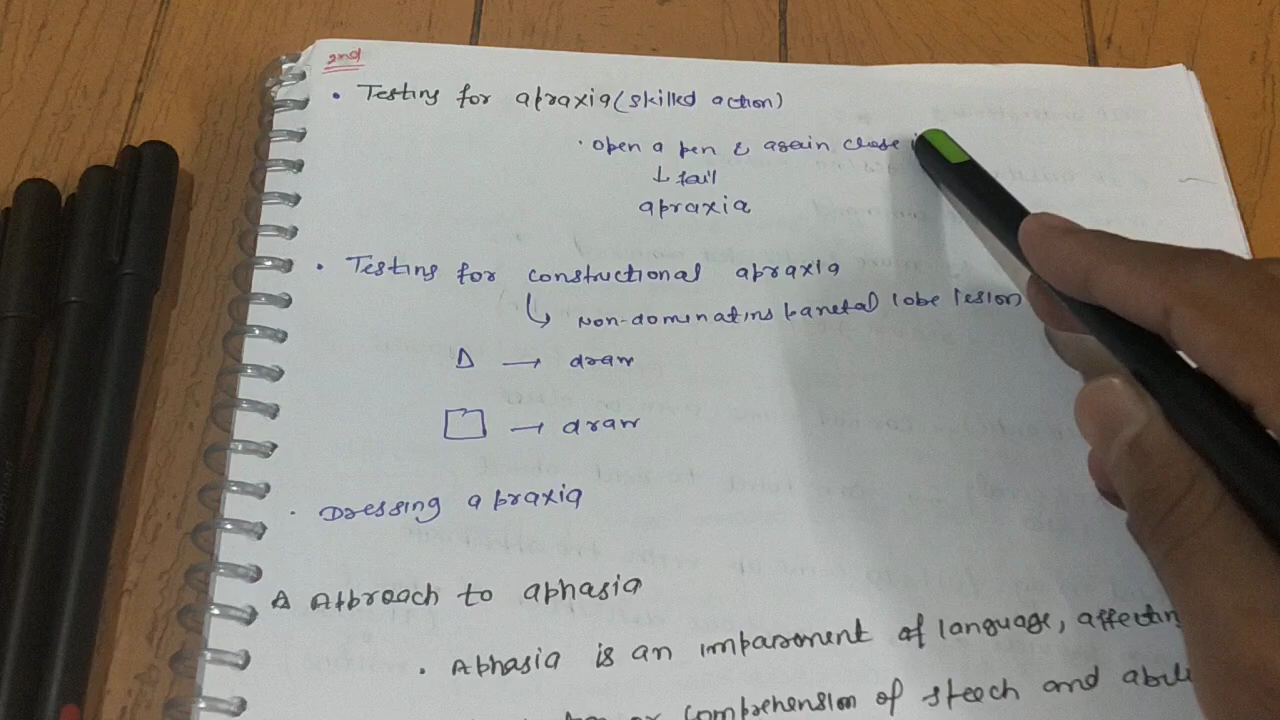 2nd
• Testing for apraxia (skilled action)
• open a pen & again close
↓ fail
apraxia
• Testing for constructional apraxia
↳ Non-dominating parietal lobe lesion
Δ → draw
□ → draw
• Dressing apraxia
Approach to aphasia
• Aphasia is an impairment of language, affectin
comprehension of speech and